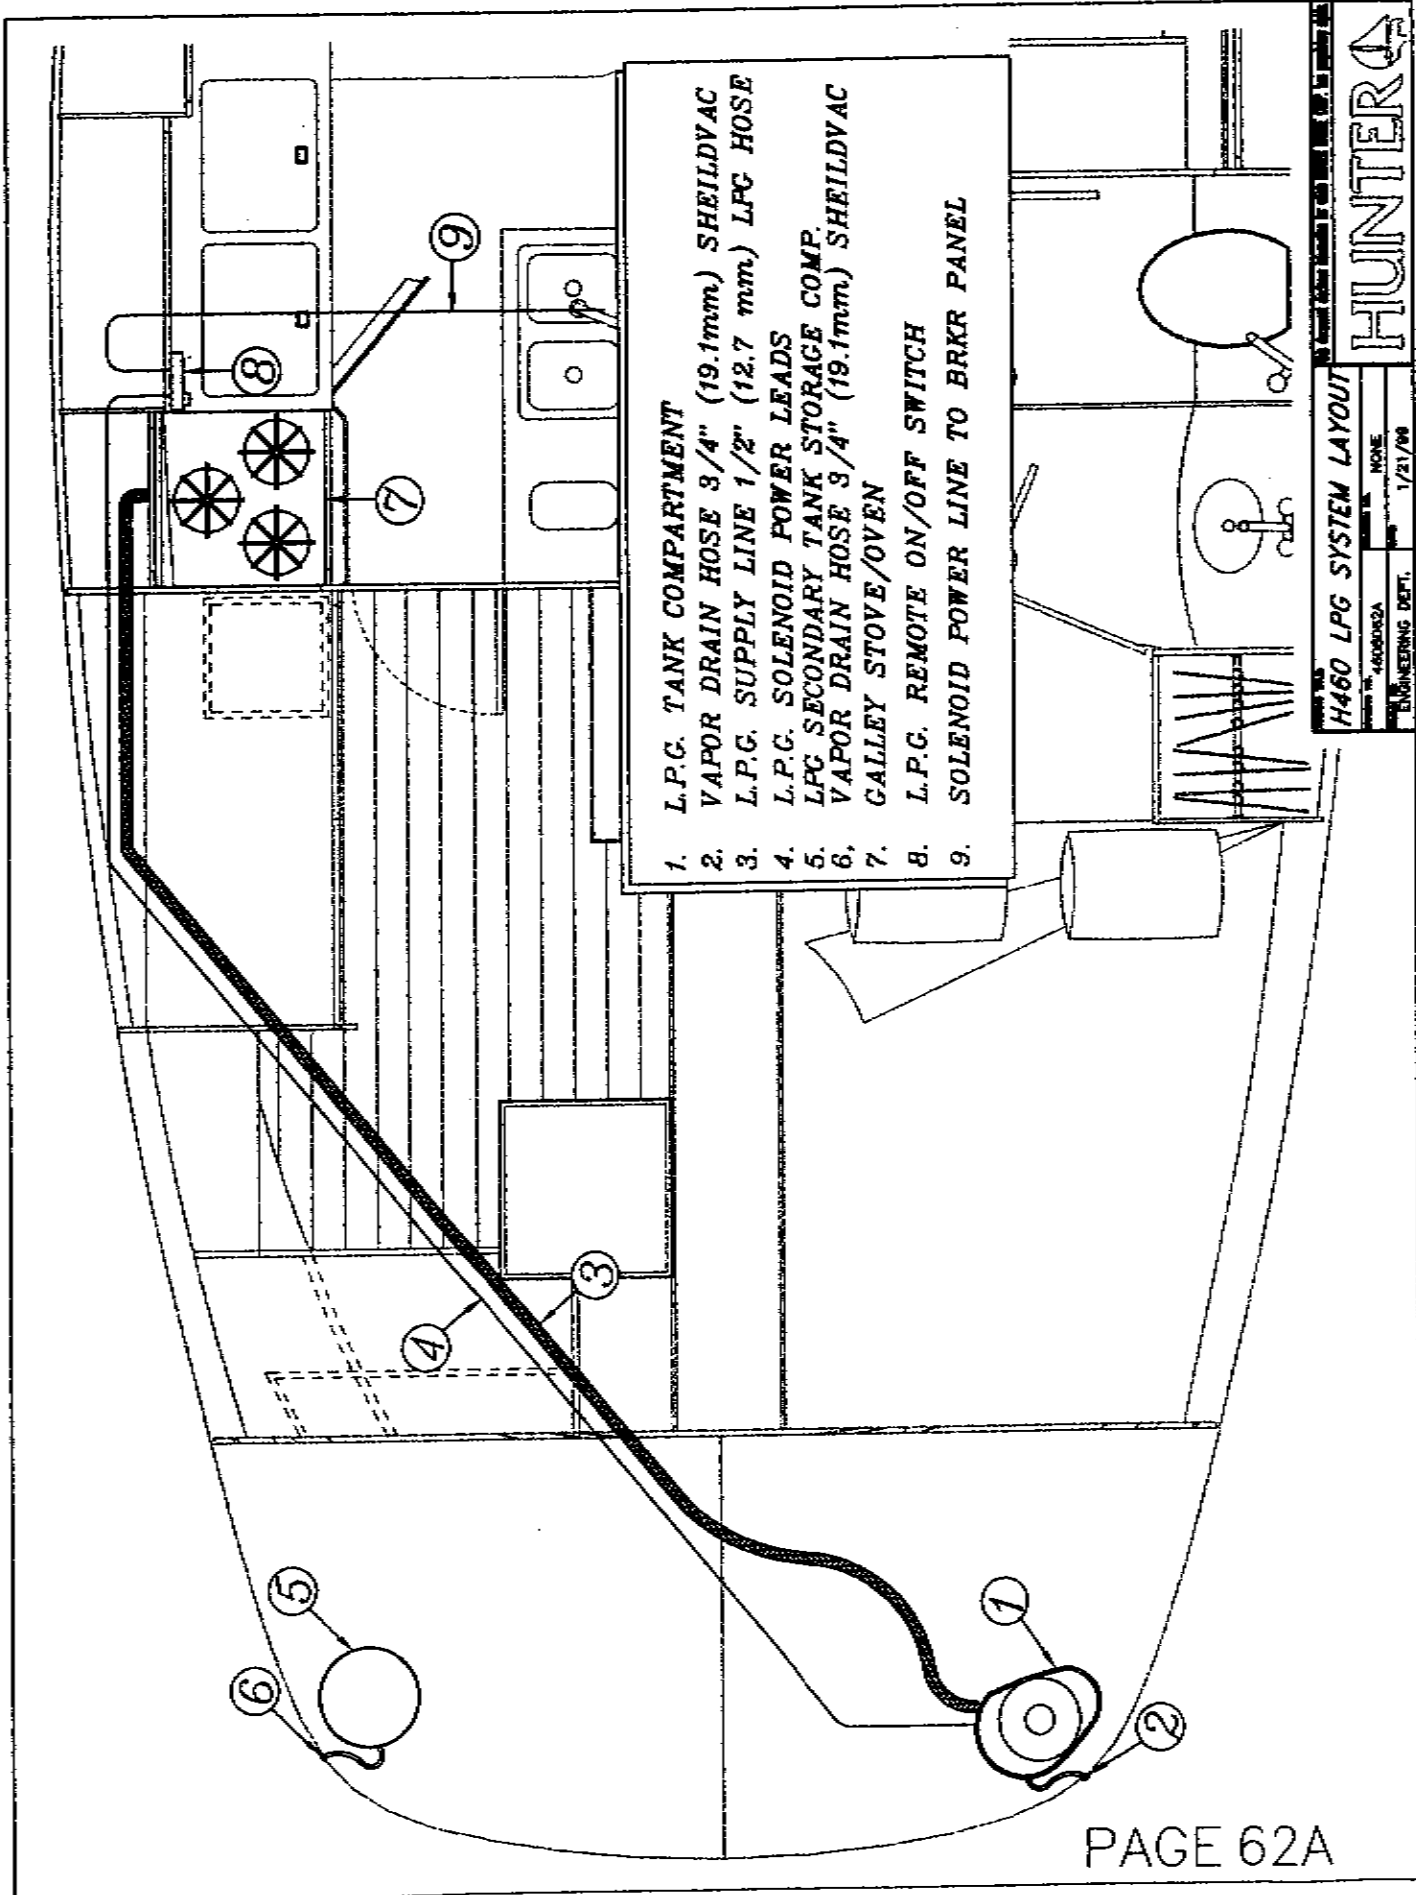 1. L.P.G. TANK COMPARTMENT
2. VAPOR DRAIN HOSE 3/4" (19.1mm) SHEILDVAC
3. L.P.G. SUPPLY LINE 1/2" (12.7 mm) LPG HOSE
4. L.P.G. SOLENOID POWER LEADS
5. LPG SECONDARY TANK STORAGE COMP.
6. VAPOR DRAIN HOSE 3/4" (19.1mm) SHEILDVAC
7. GALLEY STOVE/OVEN
8. L.P.G. REMOTE ON/OFF SWITCH
9. SOLENOID POWER LINE TO BRKR PANEL
9
8
7
4
3
5
6
1
2
HUNTER
H460 LPG SYSTEM LAYOUT
NONE
ENGINEERING DEPT.
PAGE 62A